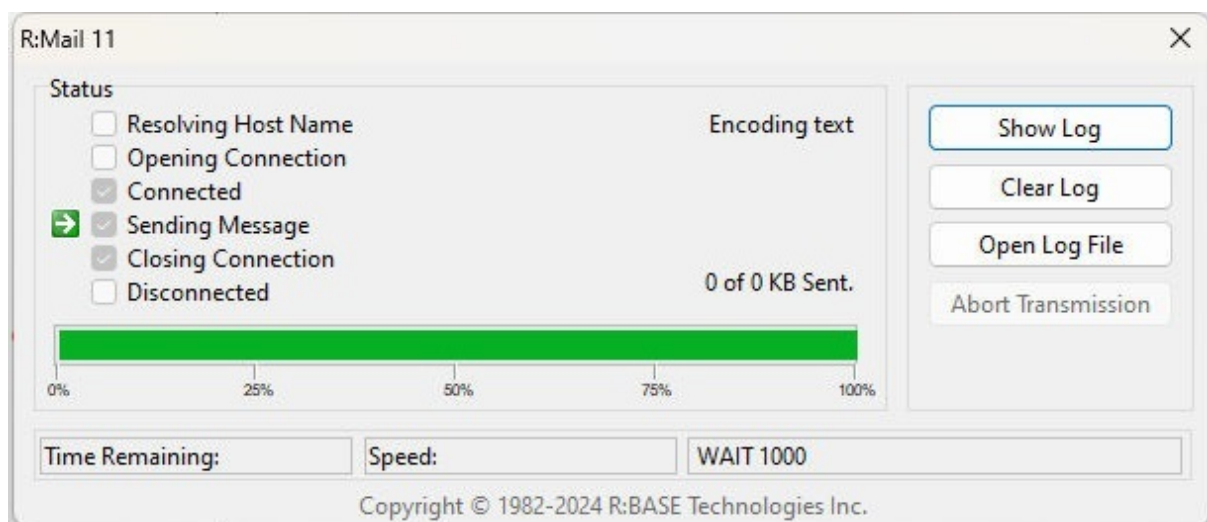 R:Mail 11
Status
Resolving Host Name
Encoding text
Opening Connection
Connected
Sending Message
Closing Connection
Disconnected
0 of 0 KB Sent.
0% 25% 50% 75% 100%
Show Log
Clear Log
Open Log File
Abort Transmission
Time Remaining: Speed: WAIT 1000
Copyright © 1982-2024 R:BASE Technologies Inc.